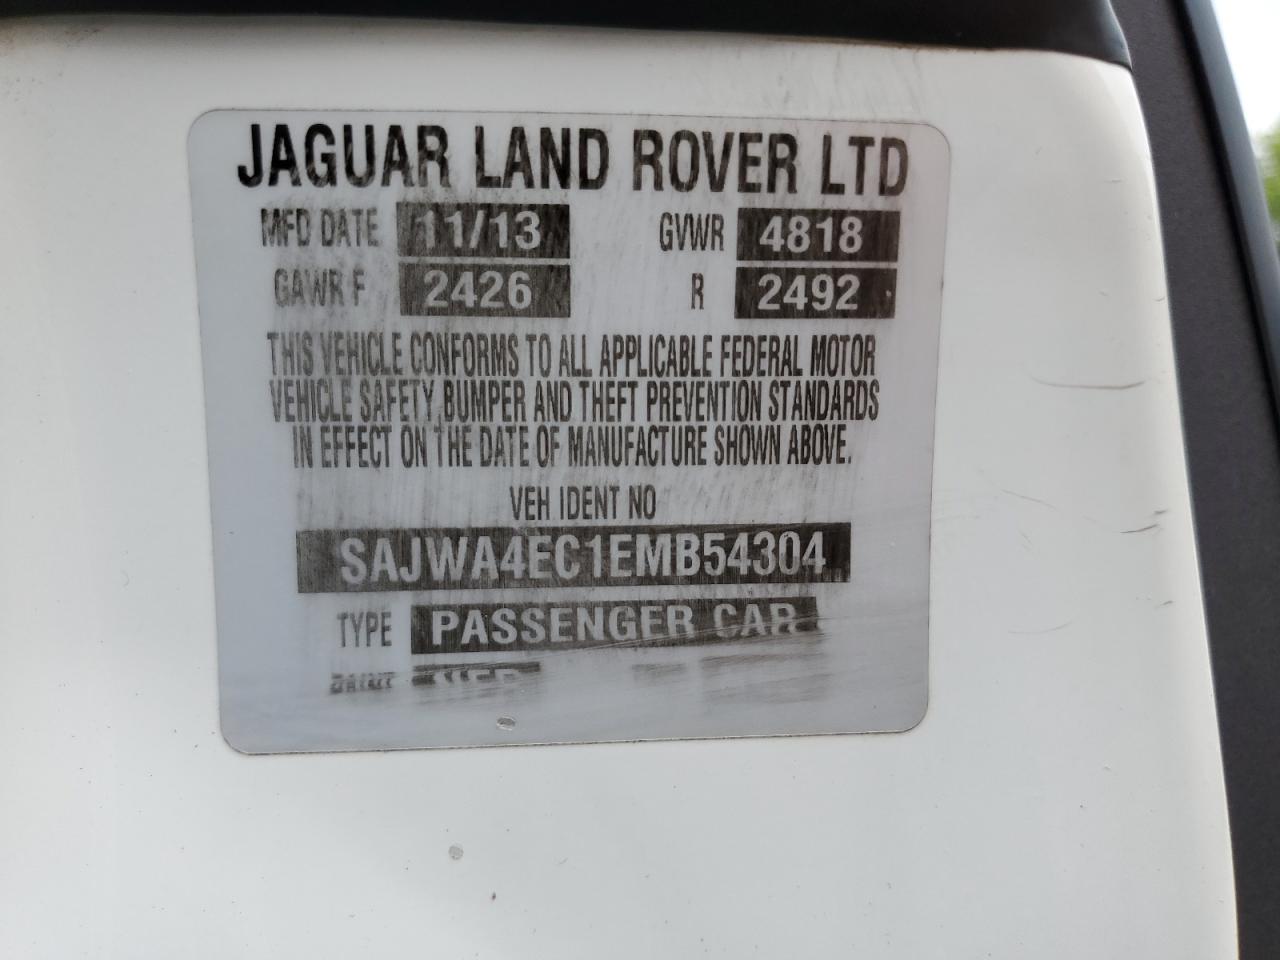 JAGUAR LAND ROVER LTD
MFD DATE 11/13 GVWR 4818
GAWR F 2426 R 2492
THIS VEHICLE CONFORMS TO ALL APPLICABLE FEDERAL MOTOR
VEHICLE SAFETY, BUMPER AND THEFT PREVENTION STANDARDS
IN EFFECT ON THE DATE OF MANUFACTURE SHOWN ABOVE.
VEH IDENT NO
SAJWA4EC1EMB54304
TYPE PASSENGER CAR
PAINT